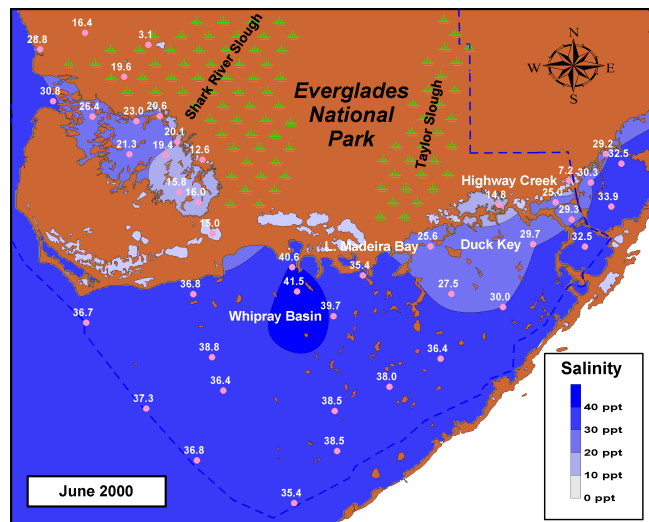 16.4
3.1
28.8
19.6
Shark River Slough
N
W
E
S
30.8
26.4
23.0
20.6
Everglades
National
Park
Taylor Slough
20.1
21.3
19.4
12.6
29.2
32.5
Highway Creek
7.2
30.3
15.8
16.0
14.8
25.0
33.9
29.3
15.0
L. Madeira Bay
25.6
Duck Key
29.7
32.5
40.6
35.4
36.8
41.5
27.5
30.0
36.7
Whipray Basin
39.7
38.8
36.4
36.4
38.0
37.3
38.5
38.5
36.8
35.4
Salinity
40 ppt
30 ppt
20 ppt
10 ppt
0 ppt
June 2000